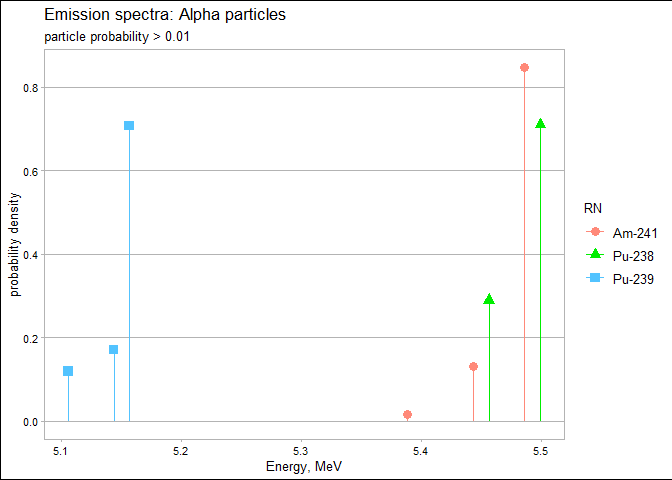 Emission spectra: Alpha particles
particle probability > 0.01
0.8
0.6
0.4
0.2
0.0
probability density
5.1 5.2 5.3 5.4 5.5
Energy, MeV
RN
Am-241
Pu-238
Pu-239